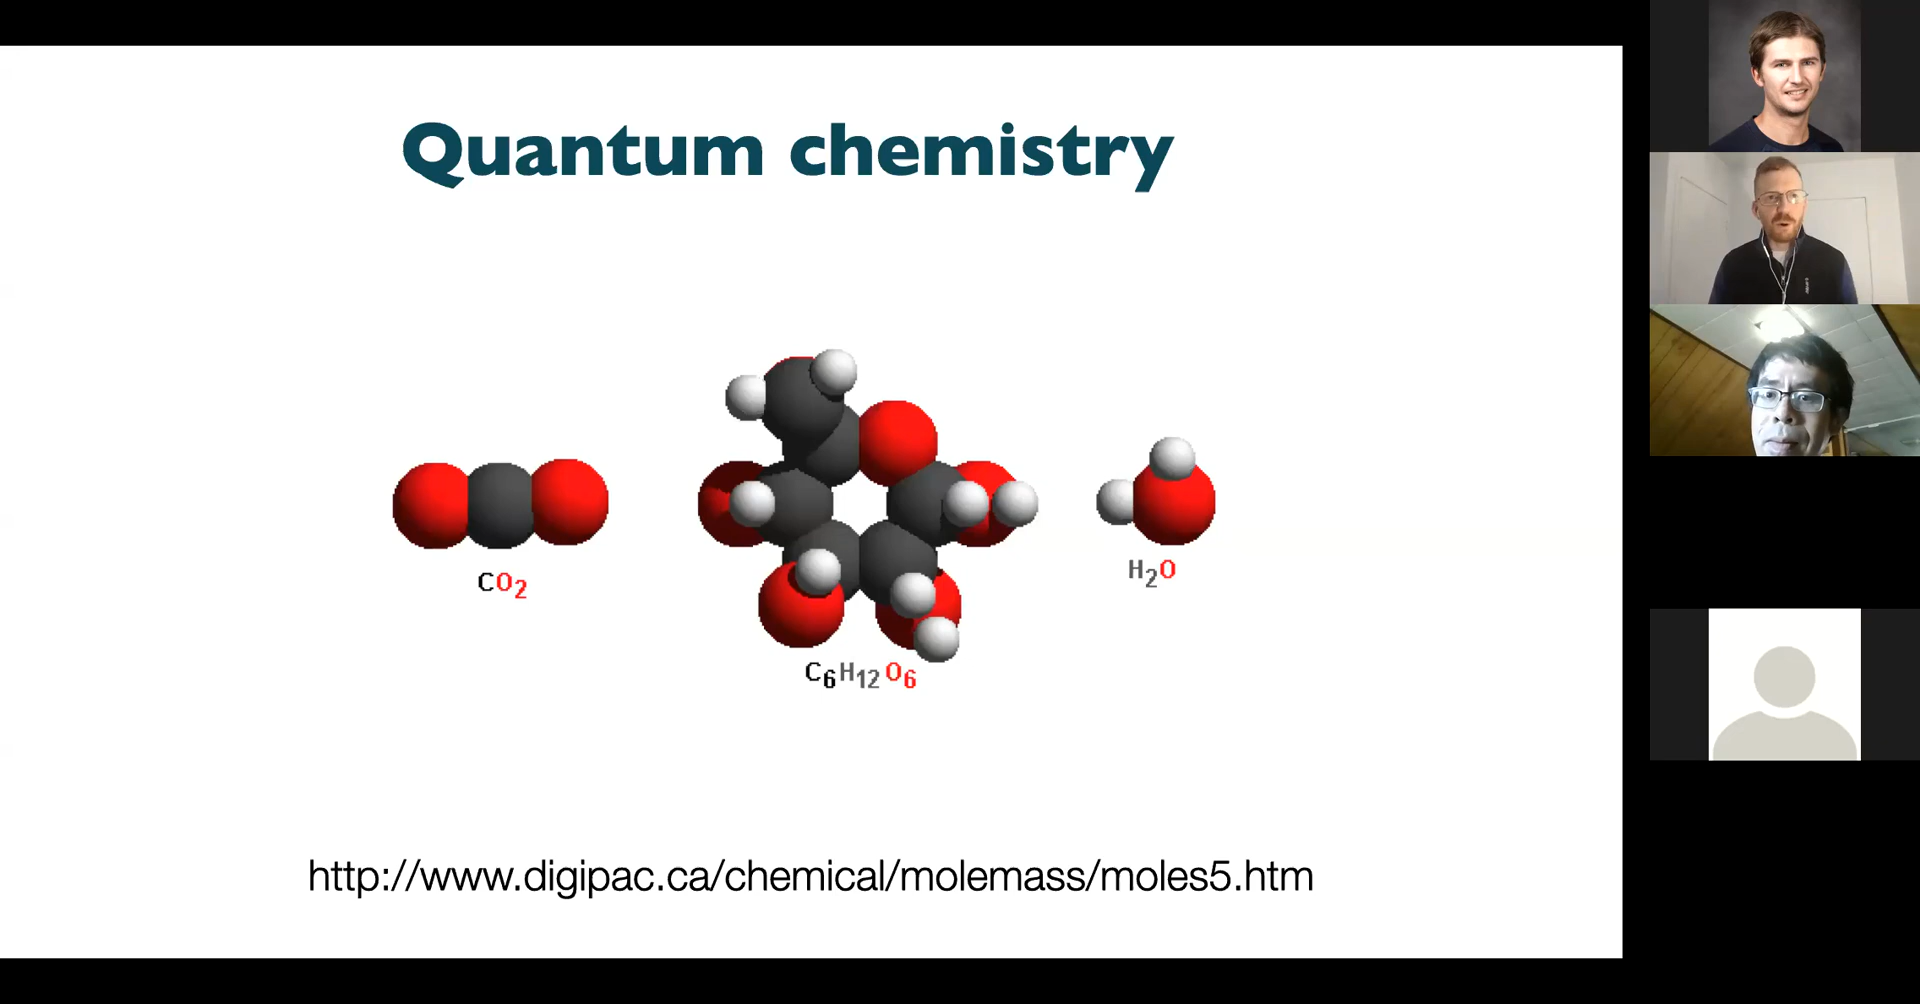 Quantum chemistry
CO2
C6H12O6
H2O
http://www.digipac.ca/chemical/molemass/moles5.htm